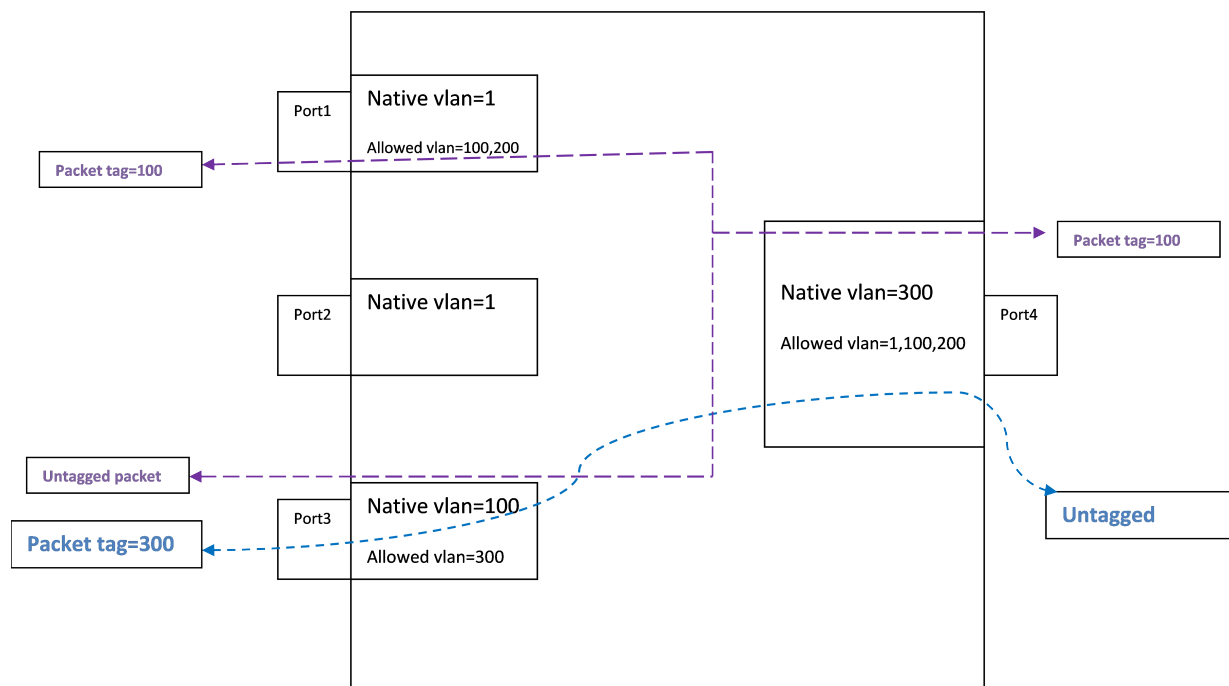 Port1
Native vlan=1
Allowed vlan=100,200
Packet tag=100
Packet tag=100
Port2
Native vlan=1
Native vlan=300
Allowed vlan=1,100,200
Port4
Untagged packet
Packet tag=300
Port3
Native vlan=100
Allowed vlan=300
Untagged